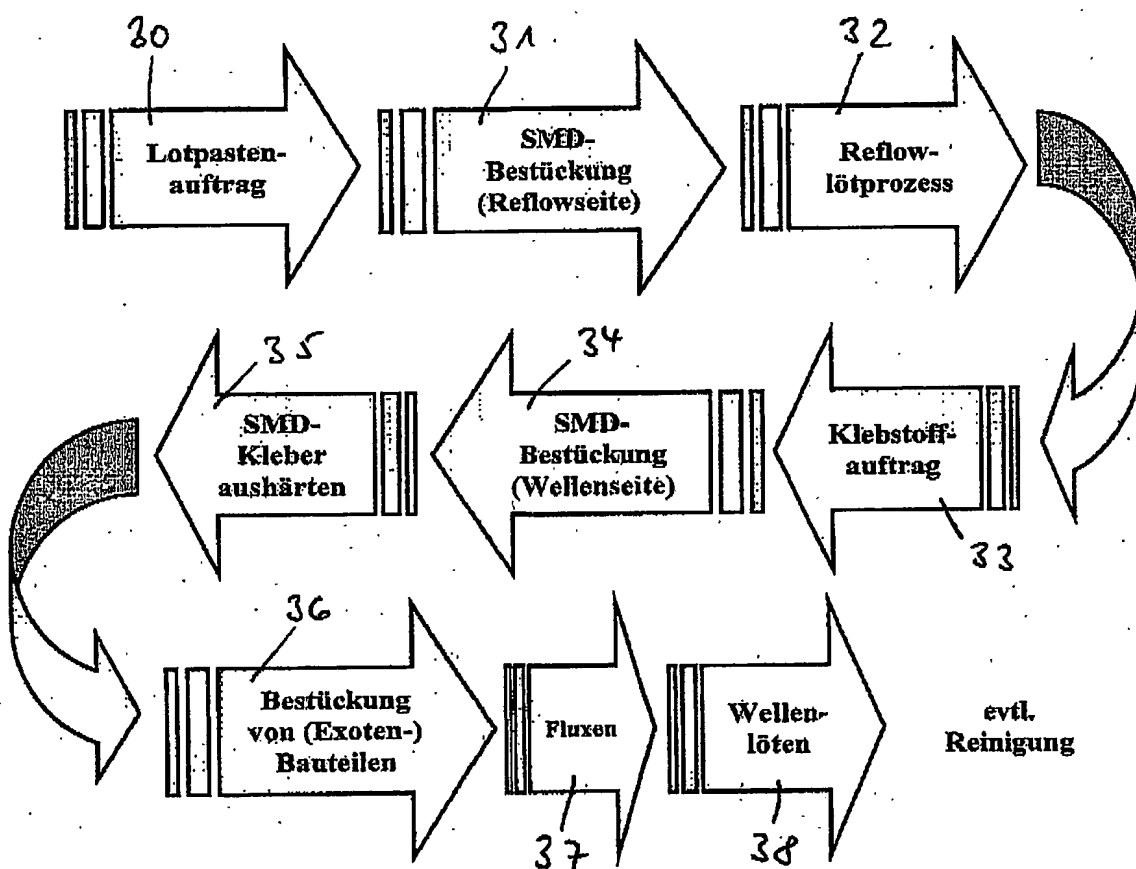 30
Lotpasten-
auftrag
31
SMD-
Bestückung
(Reflowseite)
32
Reflow-
lötprozess
33
Klebstoff-
auftrag
34
SMD-
Bestückung
(Wellenseite)
35
SMD-
Kleber
aushärten
36
Bestückung
von (Exoten-)
Bauteilen
37
Fluxen
38
Wellen-
löten
evtl.
Reinigung